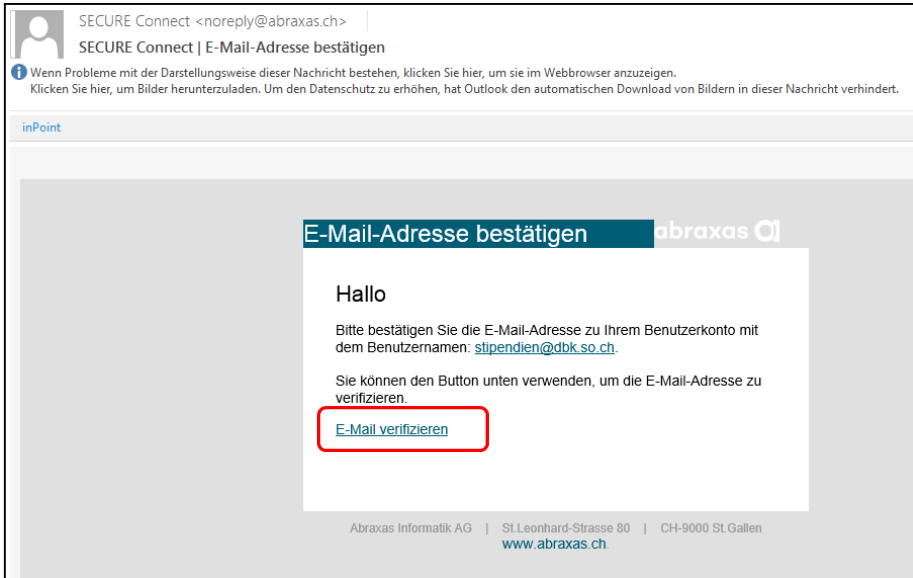 SECURE Connect <noreply@abraxas.ch>
SECURE Connect | E-Mail-Adresse bestätigen
Wenn Probleme mit der Darstellungsweise dieser Nachricht bestehen, klicken Sie hier, um sie im Webbrowser anzuzeigen.
Klicken Sie hier, um Bilder herunterzuladen. Um den Datenschutz zu erhöhen, hat Outlook den automatischen Download von Bildern in dieser Nachricht verhindert.
inPoint
E-Mail-Adresse bestätigen
abraxas
Hallo
Bitte bestätigen Sie die E-Mail-Adresse zu Ihrem Benutzerkonto mit
dem Benutzernamen: stipendien@dbk.so.ch.
Sie können den Button unten verwenden, um die E-Mail-Adresse zu
verifizieren.
E-Mail verifizieren
Abraxas Informatik AG | St.Leonhard-Strasse 80 | CH-9000 St.Gallen
www.abraxas.ch.